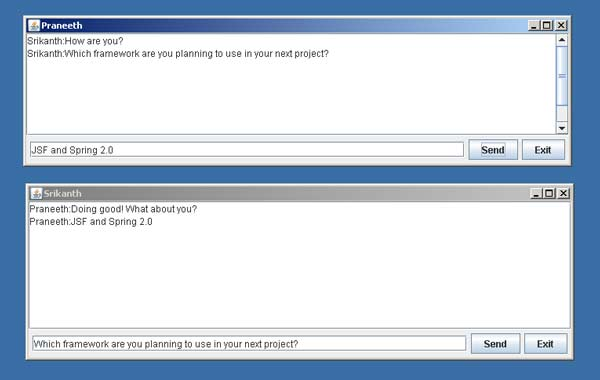 Praneeth
Srikanth:How are you?
Srikanth:Which framework are you planning to use in your next project?
JSF and Spring 2.0
Send
Exit
Srikanth
Praneeth:Doing good! What about you?
Praneeth:JSF and Spring 2.0
Which framework are you planning to use in your next project?
Send
Exit